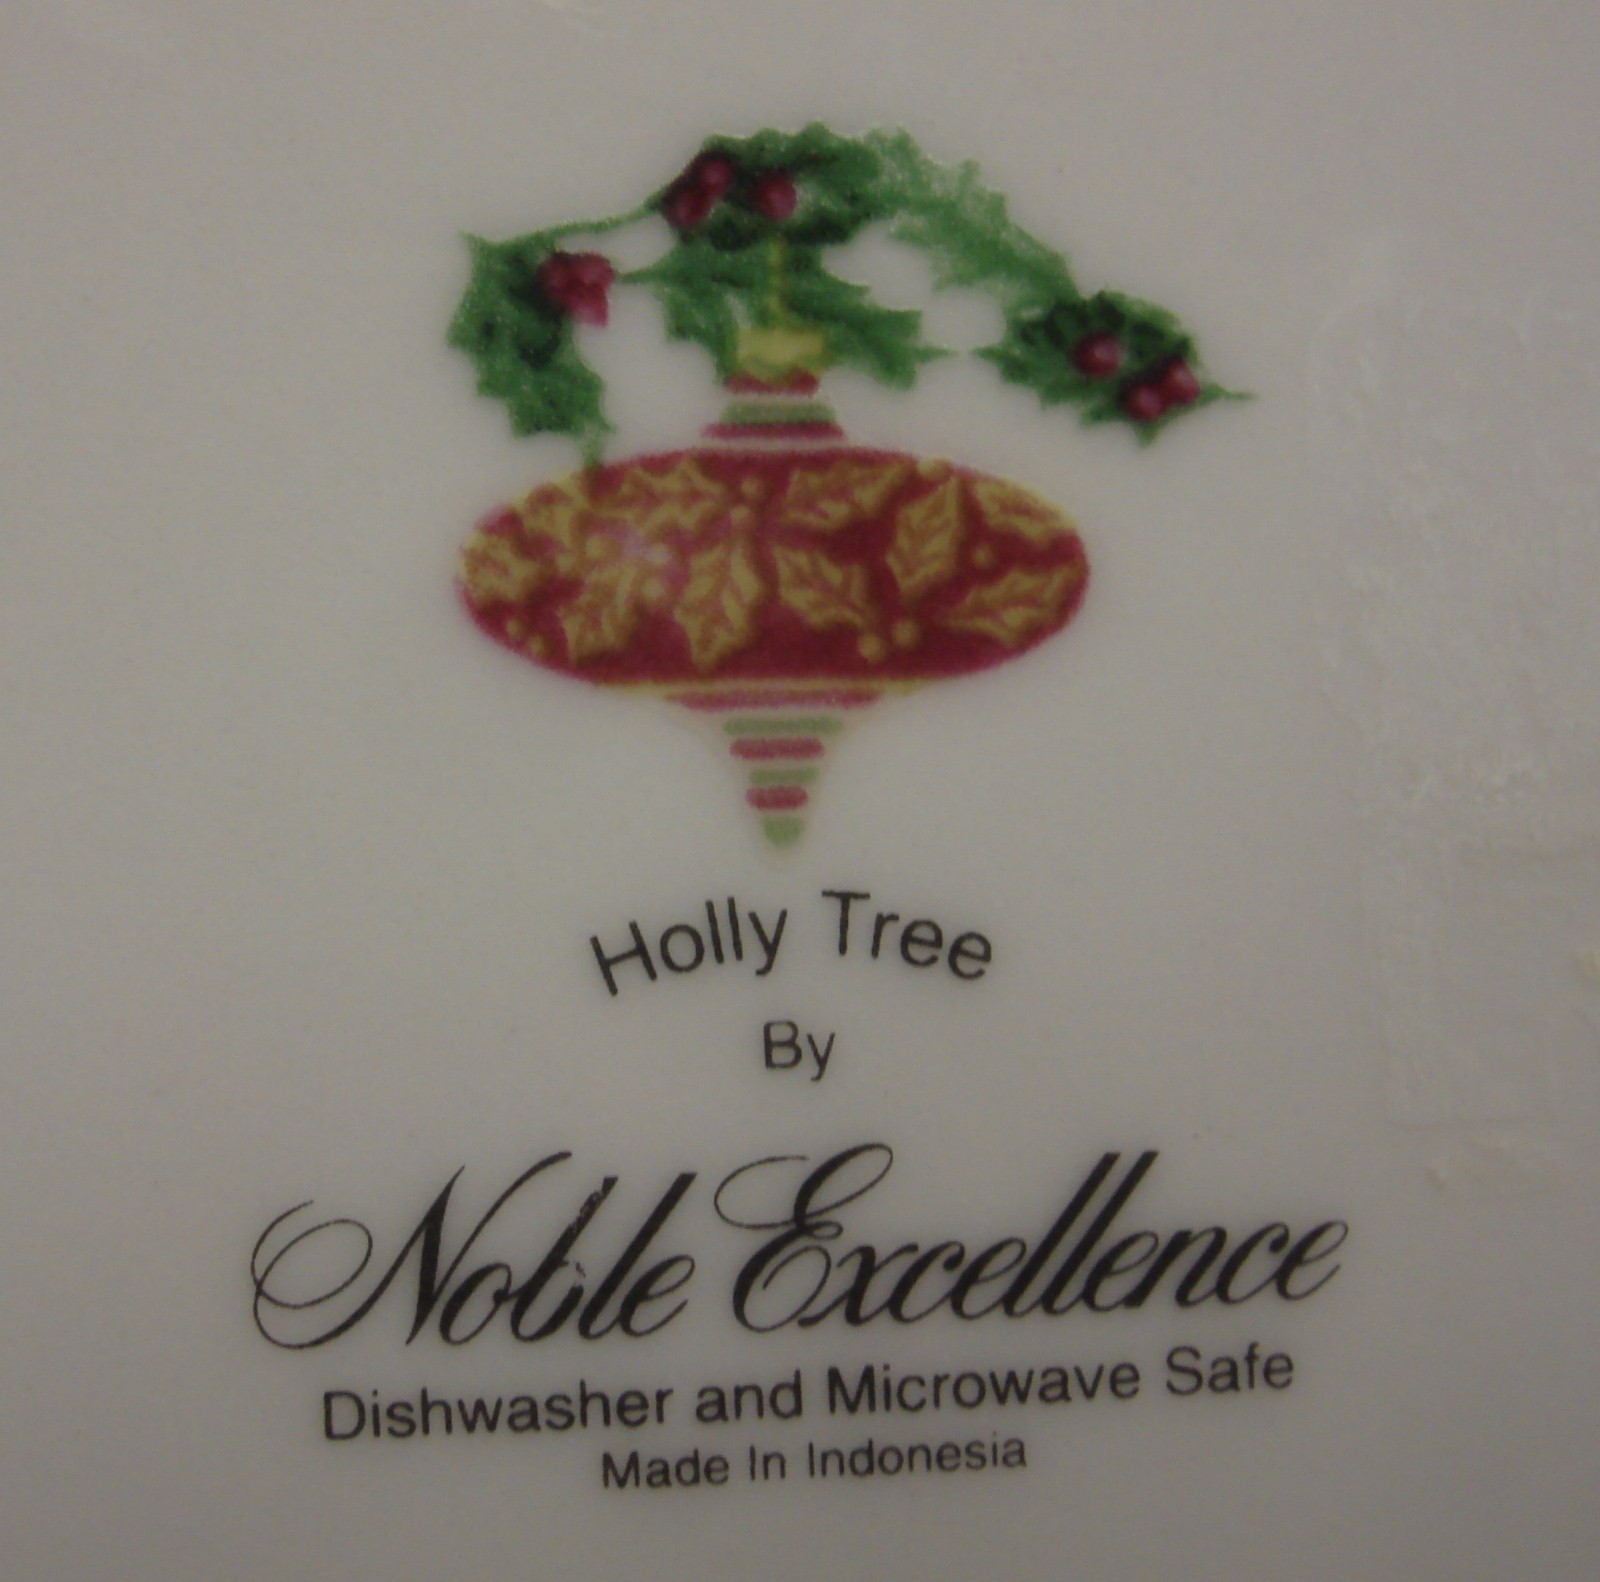 Holly Tree
By
Noble Excellence
Dishwasher and Microwave Safe
Made In Indonesia